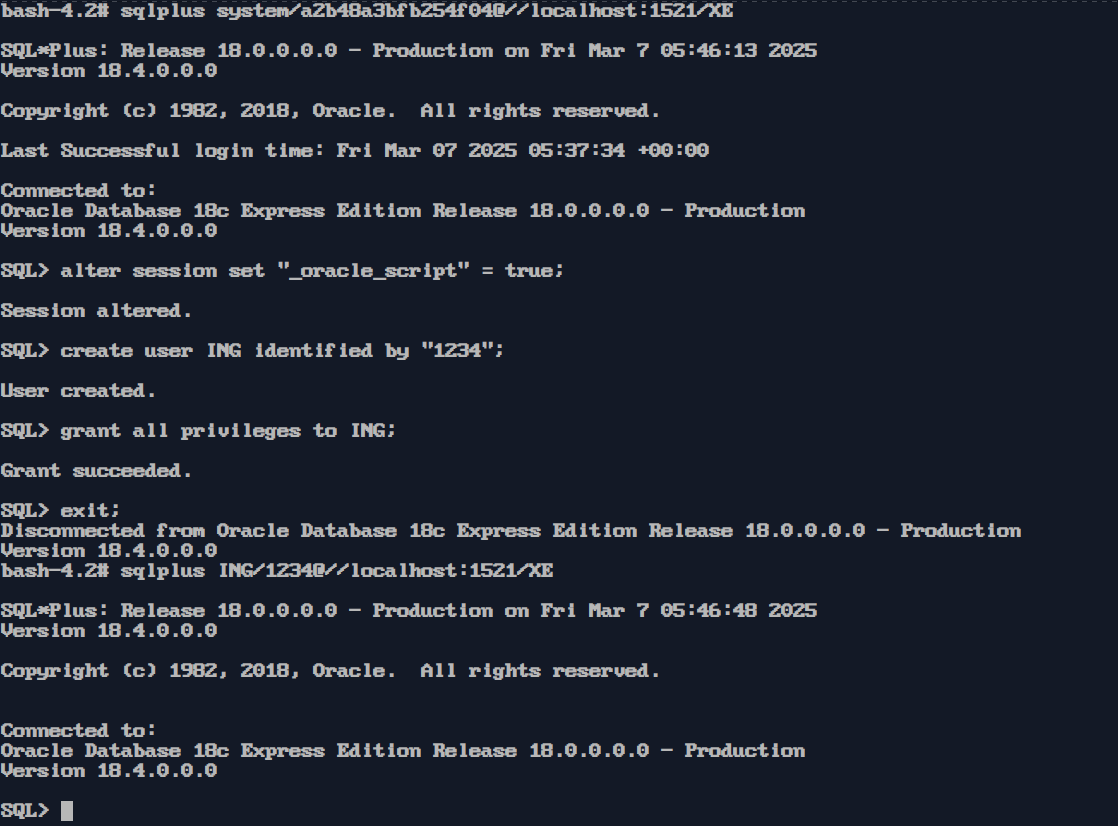 bash-4.2# sqlplus system/a2b48a3bfb254f04@//localhost:1521/XE
SQL*Plus: Release 18.0.0.0.0 - Production on Fri Mar 7 05:46:13 2025
Version 18.4.0.0.0
Copyright (c) 1982, 2018, Oracle.  All rights reserved.
Last Successful login time: Fri Mar 07 2025 05:37:34 +00:00
Connected to:
Oracle Database 18c Express Edition Release 18.0.0.0.0 - Production
Version 18.4.0.0.0
SQL> alter session set "_oracle_script" = true;
Session altered.
SQL> create user ING identified by "1234";
User created.
SQL> grant all privileges to ING;
Grant succeeded.
SQL> exit;
Disconnected from Oracle Database 18c Express Edition Release 18.0.0.0.0 - Production
Version 18.4.0.0.0
bash-4.2# sqlplus ING/1234@//localhost:1521/XE
SQL*Plus: Release 18.0.0.0.0 - Production on Fri Mar 7 05:46:48 2025
Version 18.4.0.0.0
Copyright (c) 1982, 2018, Oracle.  All rights reserved.
Connected to:
Oracle Database 18c Express Edition Release 18.0.0.0.0 - Production
Version 18.4.0.0.0
SQL>